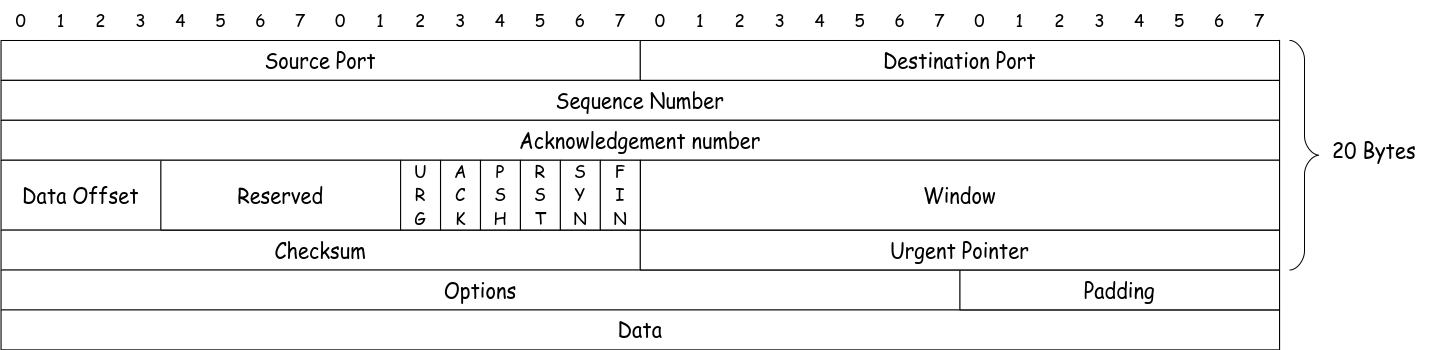 0 1 2 3 4 5 6 7 0 1 2 3 4 5 6 7 0 1 2 3 4 5 6 7 0 1 2 3 4 5 6 7
Source Port Destination Port
Sequence Number
Acknowledgement number
20 Bytes
Data Offset Reserved URG ACK PSH RST SYN FIN Window
Checksum Urgent Pointer
Options Padding
Data